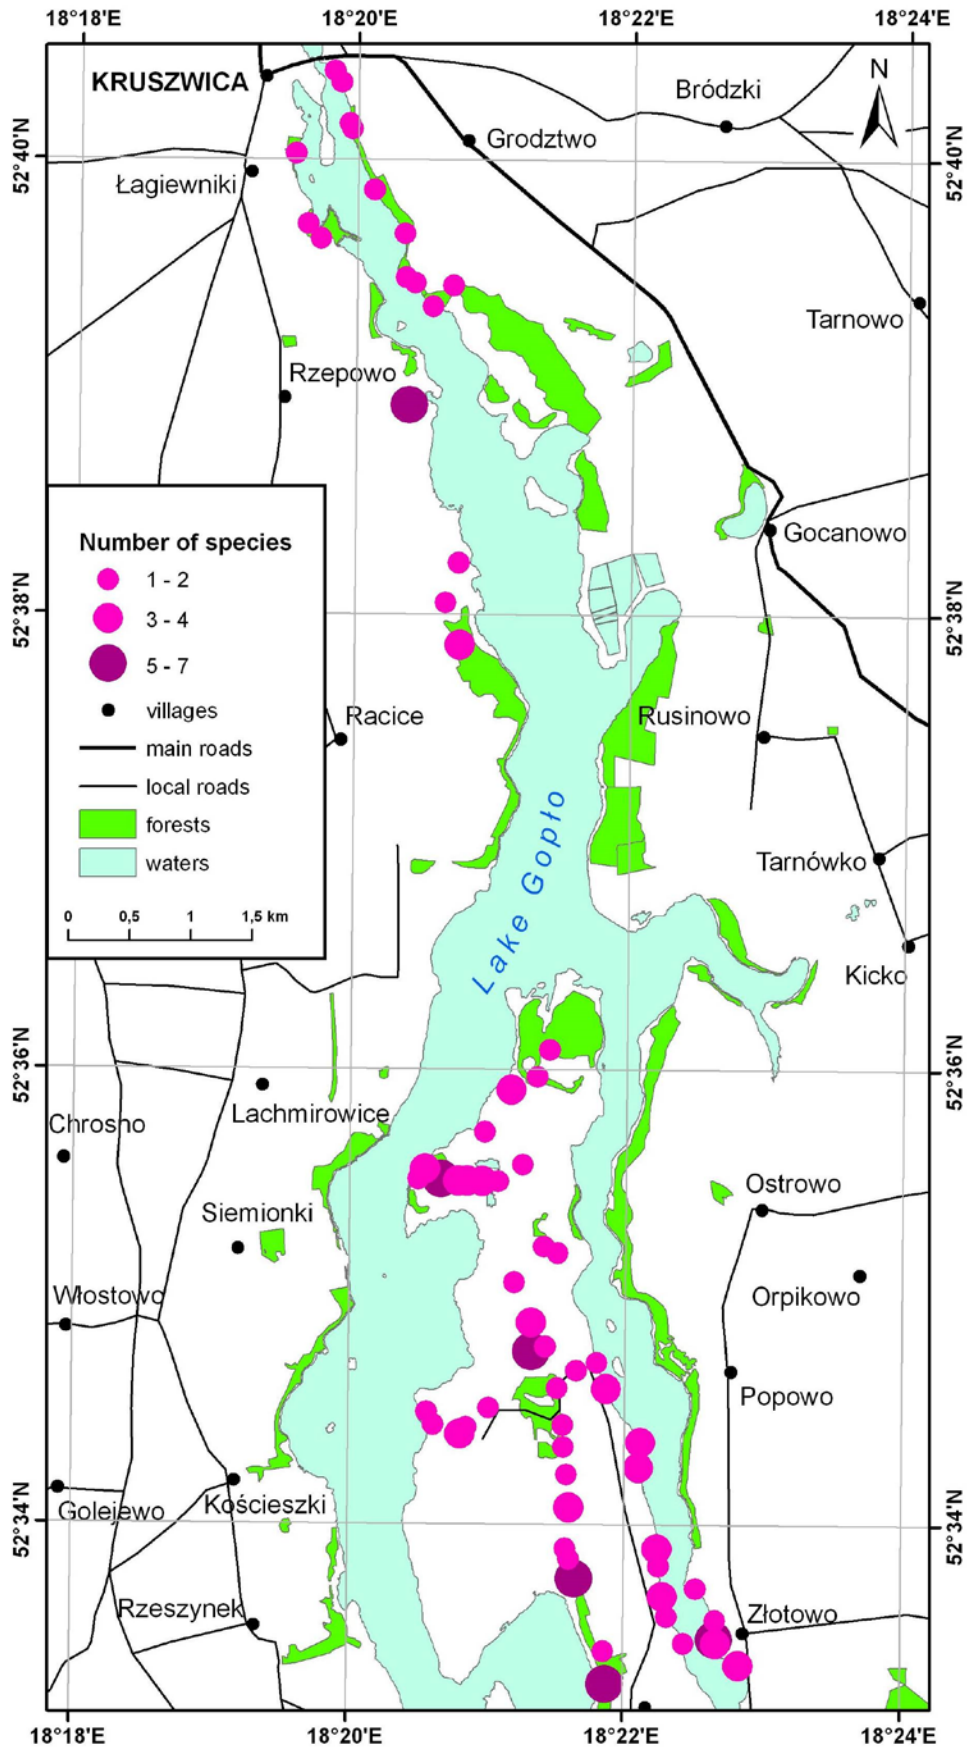 18°18'E 18°20'E 18°22'E 18°24'E
N
KRUSZWICA
Bródzki
Grodztwo
52°40'N
52°40'N
Łagiewniki
Tarnowo
Rzepowo
Number of species
1 - 2
3 - 4
5 - 7
villages
main roads
local roads
forests
waters
0 0,5 1 1,5 km
Gocanowo
52°38'N
52°38'N
Racice
Rusinowo
Lake Gopło
Tarnówko
Kicko
52°36'N
52°36'N
Lachmirowice
Chrosno
Ostrowo
Siemionki
Włostowo
Orpikowo
Popowo
Kościeszki
Golejewo
52°34'N
52°34'N
Rzeszynek
Złotowo
18°18'E 18°20'E 18°22'E 18°24'E